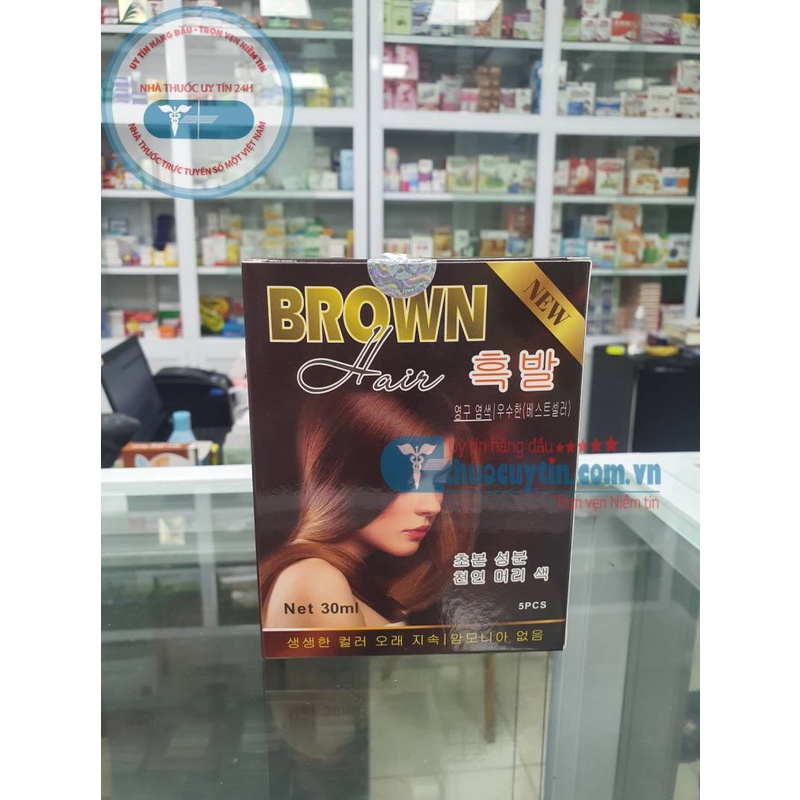 UY TÍN HÀNG ĐẦU - TRỌN VẸN NIỀM TIN
NHÀ THUỐC UY TÍN 24H
NHÀ THUỐC TRỰC TUYẾN SỐ MỘT VIỆT NAM
NEW
BROWN
Hair
흑발
영구 염색|우수한(베스트셀러)
Uy tín hàng đầu
thuocuytin.com.vn
Trọn vẹn Niềm tin
초본 성분
천연 머리 색
Net 30ml
5PCS
생생한 컬러 오래 지속|암모니아 없음